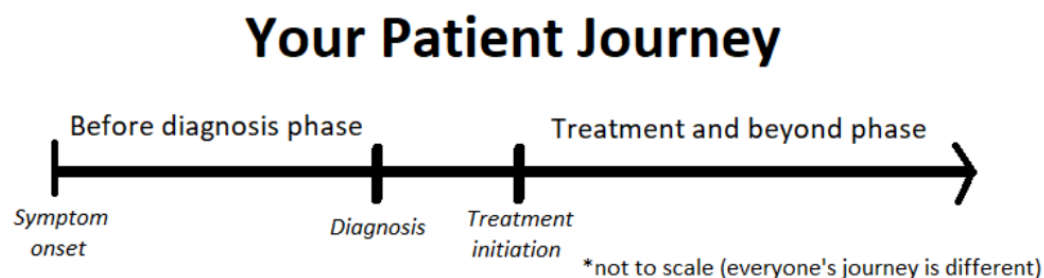 Your Patient Journey
Before diagnosis phase
Treatment and beyond phase
Symptom
onset
Diagnosis
Treatment
initiation
*not to scale (everyone's journey is different)